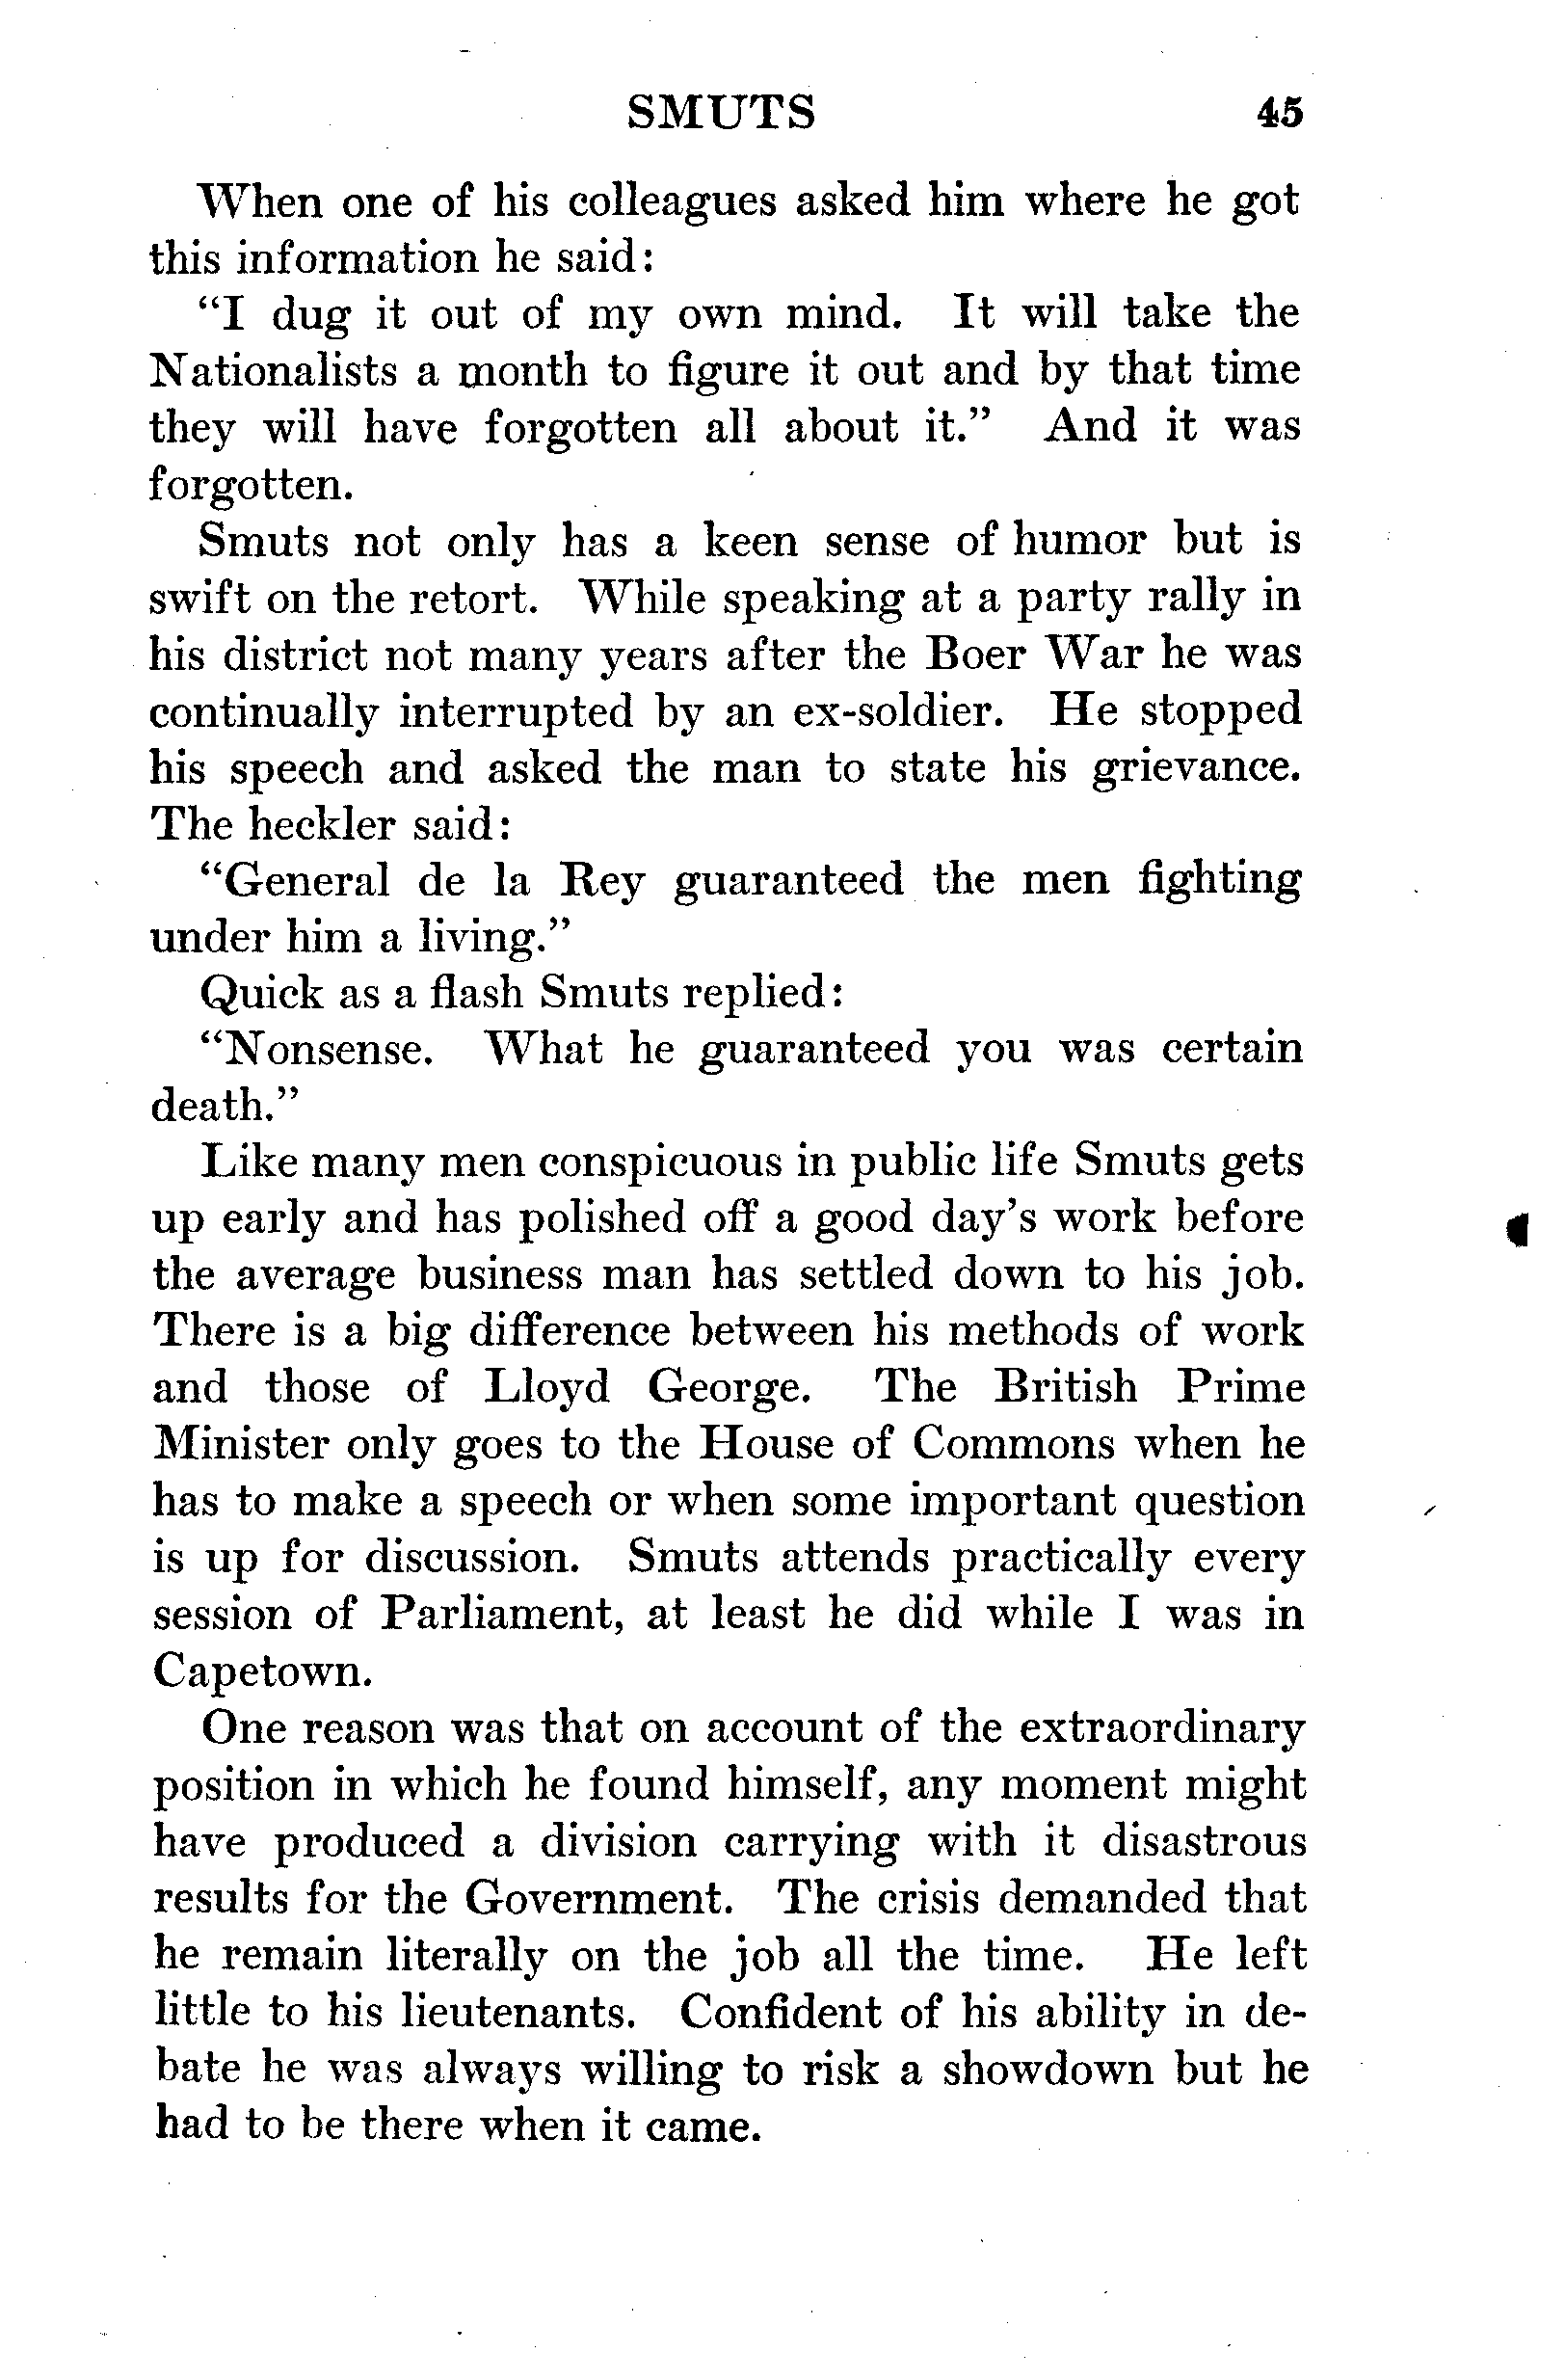 SMUTS 45
When one of his colleagues asked him where he got
this information he said:
"I dug it out of my own mind. It will take the
Nationalists a month to figure it out and by that time
they will have forgotten all about it." And it was
forgotten.
Smuts not only has a keen sense of humor but is
swift on the retort. While speaking at a party rally in
his district not many years after the Boer War he was
continually interrupted by an ex-soldier. He stopped
his speech and asked the man to state his grievance.
The heckler said:
"General de la Rey guaranteed the men fighting
under him a living."
Quick as a flash Smuts replied:
"Nonsense. What he guaranteed you was certain
death."
Like many men conspicuous in public life Smuts gets
up early and has polished off a good day's work before
the average business man has settled down to his job.
There is a big difference between his methods of work
and those of Lloyd George. The British Prime
Minister only goes to the House of Commons when he
has to make a speech or when some important question
is up for discussion. Smuts attends practically every
session of Parliament, at least he did while I was in
Capetown.
One reason was that on account of the extraordinary
position in which he found himself, any moment might
have produced a division carrying with it disastrous
results for the Government. The crisis demanded that
he remain literally on the job all the time. He left
little to his lieutenants. Confident of his ability in de-
bate he was always willing to risk a showdown but he
had to be there when it came.